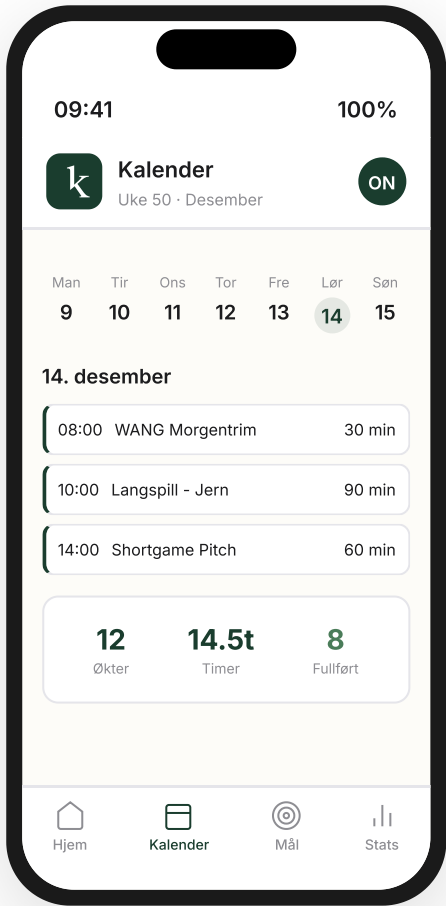 09:41 100%
k Kalender ON
Uke 50 · Desember
Man Tir Ons Tor Fre Lør Søn
9 10 11 12 13 14 15
14. desember
08:00 WANG Morgentrim 30 min
10:00 Langspill - Jern 90 min
14:00 Shortgame Pitch 60 min
12 14.5t 8
Økter Timer Fullført
Hjem Kalender Mål Stats